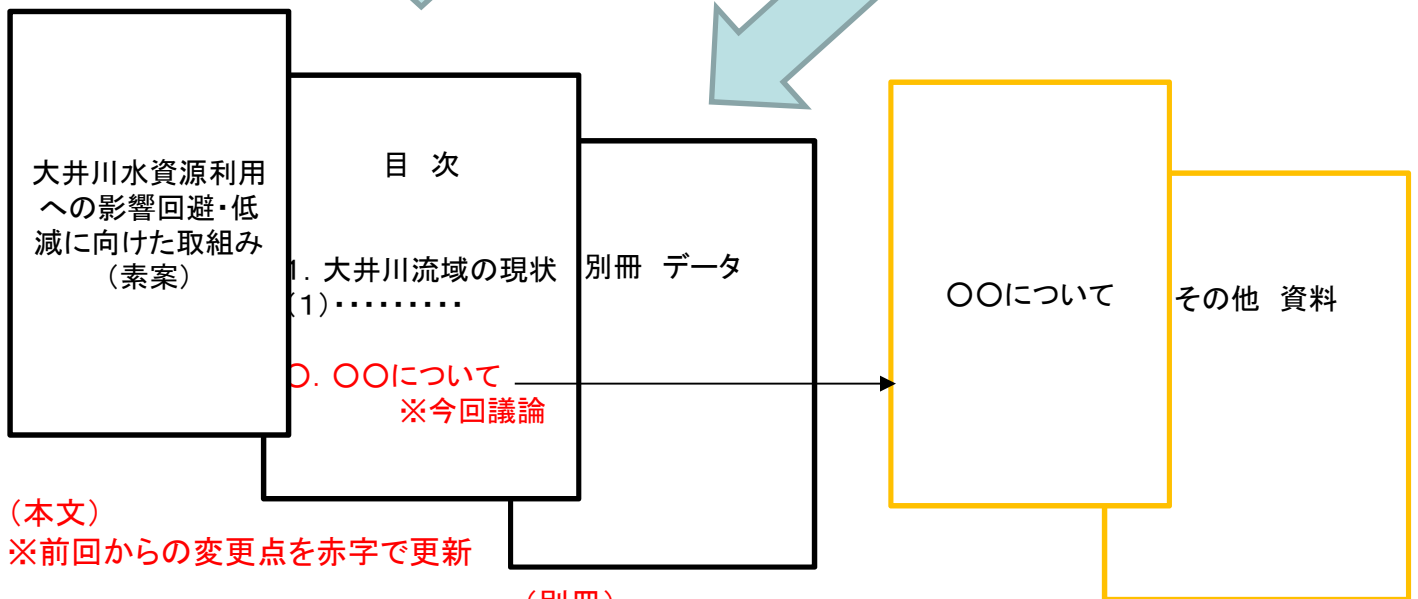 大井川水資源利用
への影響回避・低
減に向けた取組み
（素案）
目 次
1．大井川流域の現状
（1）・・・・・・・・・
〇．〇〇について
※今回議論
別冊 データ
〇〇について
その他 資料
（本文）
※前回からの変更点を赤字で更新
（別冊）